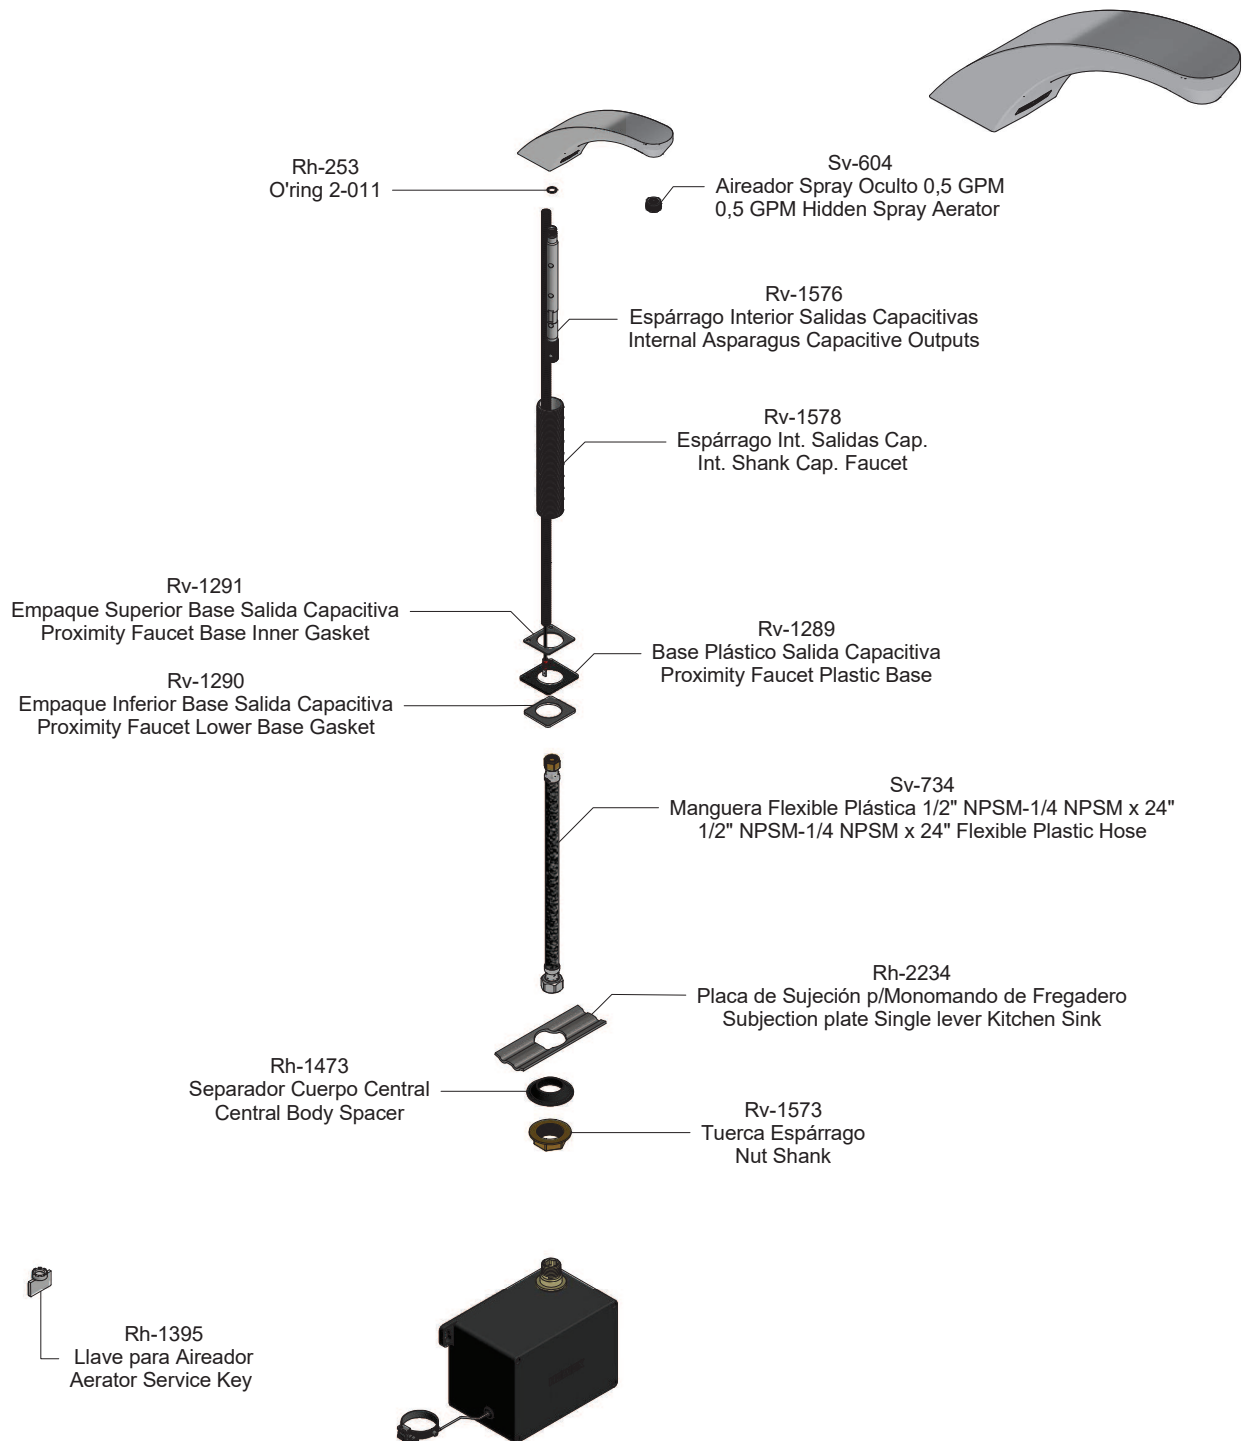 Rh-253
O'ring 2-011
Sv-604
Aireador Spray Oculto 0,5 GPM
0,5 GPM Hidden Spray Aerator
Rv-1576
Espárrago Interior Salidas Capacitivas
Internal Asparagus Capacitive Outputs
Rv-1578
Espárrago Int. Salidas Cap.
Int. Shank Cap. Faucet
Rv-1291
Empaque Superior Base Salida Capacitiva
Proximity Faucet Base Inner Gasket
Rv-1289
Base Plástico Salida Capacitiva
Proximity Faucet Plastic Base
Rv-1290
Empaque Inferior Base Salida Capacitiva
Proximity Faucet Lower Base Gasket
Sv-734
Manguera Flexible Plástica 1/2" NPSM-1/4 NPSM x 24"
1/2" NPSM-1/4 NPSM x 24" Flexible Plastic Hose
Rh-2234
Placa de Sujeción p/Monomando de Fregadero
Subjection plate Single lever Kitchen Sink
Rh-1473
Separador Cuerpo Central
Central Body Spacer
Rv-1573
Tuerca Espárrago
Nut Shank
Rh-1395
Llave para Aireador
Aerator Service Key